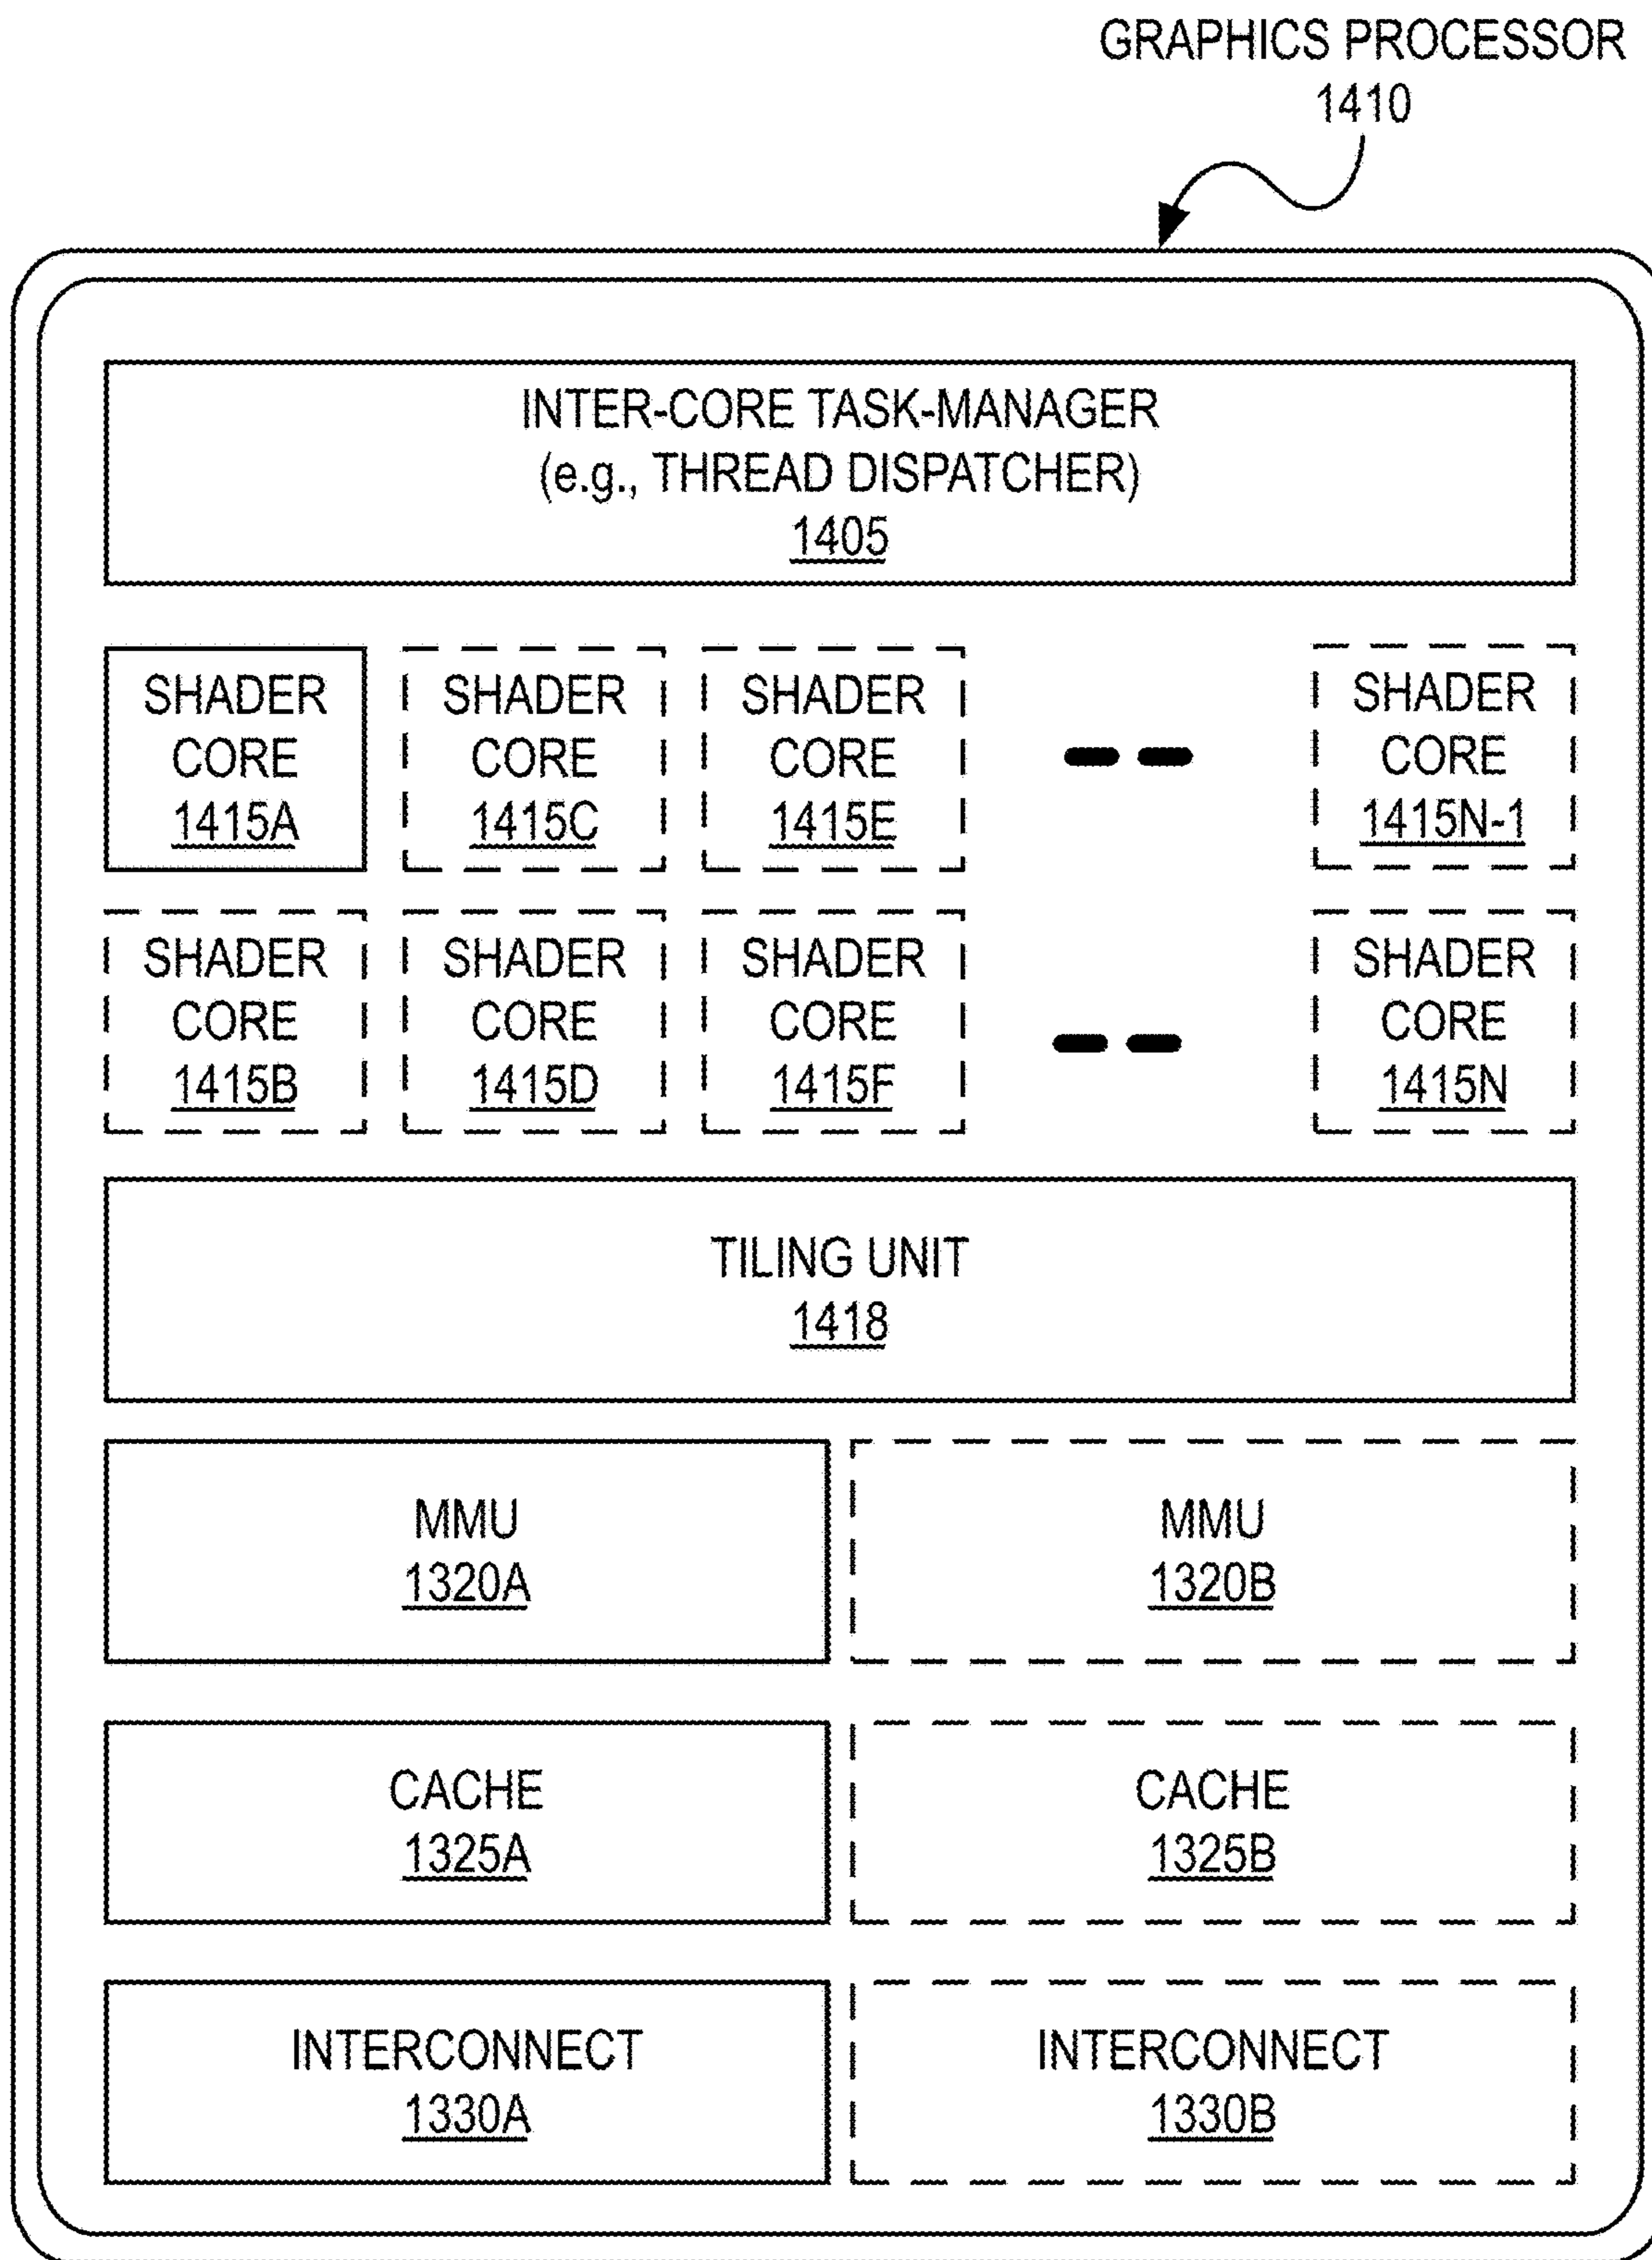 GRAPHICS PROCESSOR
1410
INTER-CORE TASK-MANAGER
(e.g., THREAD DISPATCHER)
1405
SHADER
CORE
1415A
SHADER
CORE
1415C
SHADER
CORE
1415E
SHADER
CORE
1415N-1
SHADER
CORE
1415B
SHADER
CORE
1415D
SHADER
CORE
1415F
SHADER
CORE
1415N
TILING UNIT
1418
MMU
1320A
MMU
1320B
CACHE
1325A
CACHE
1325B
INTERCONNECT
1330A
INTERCONNECT
1330B